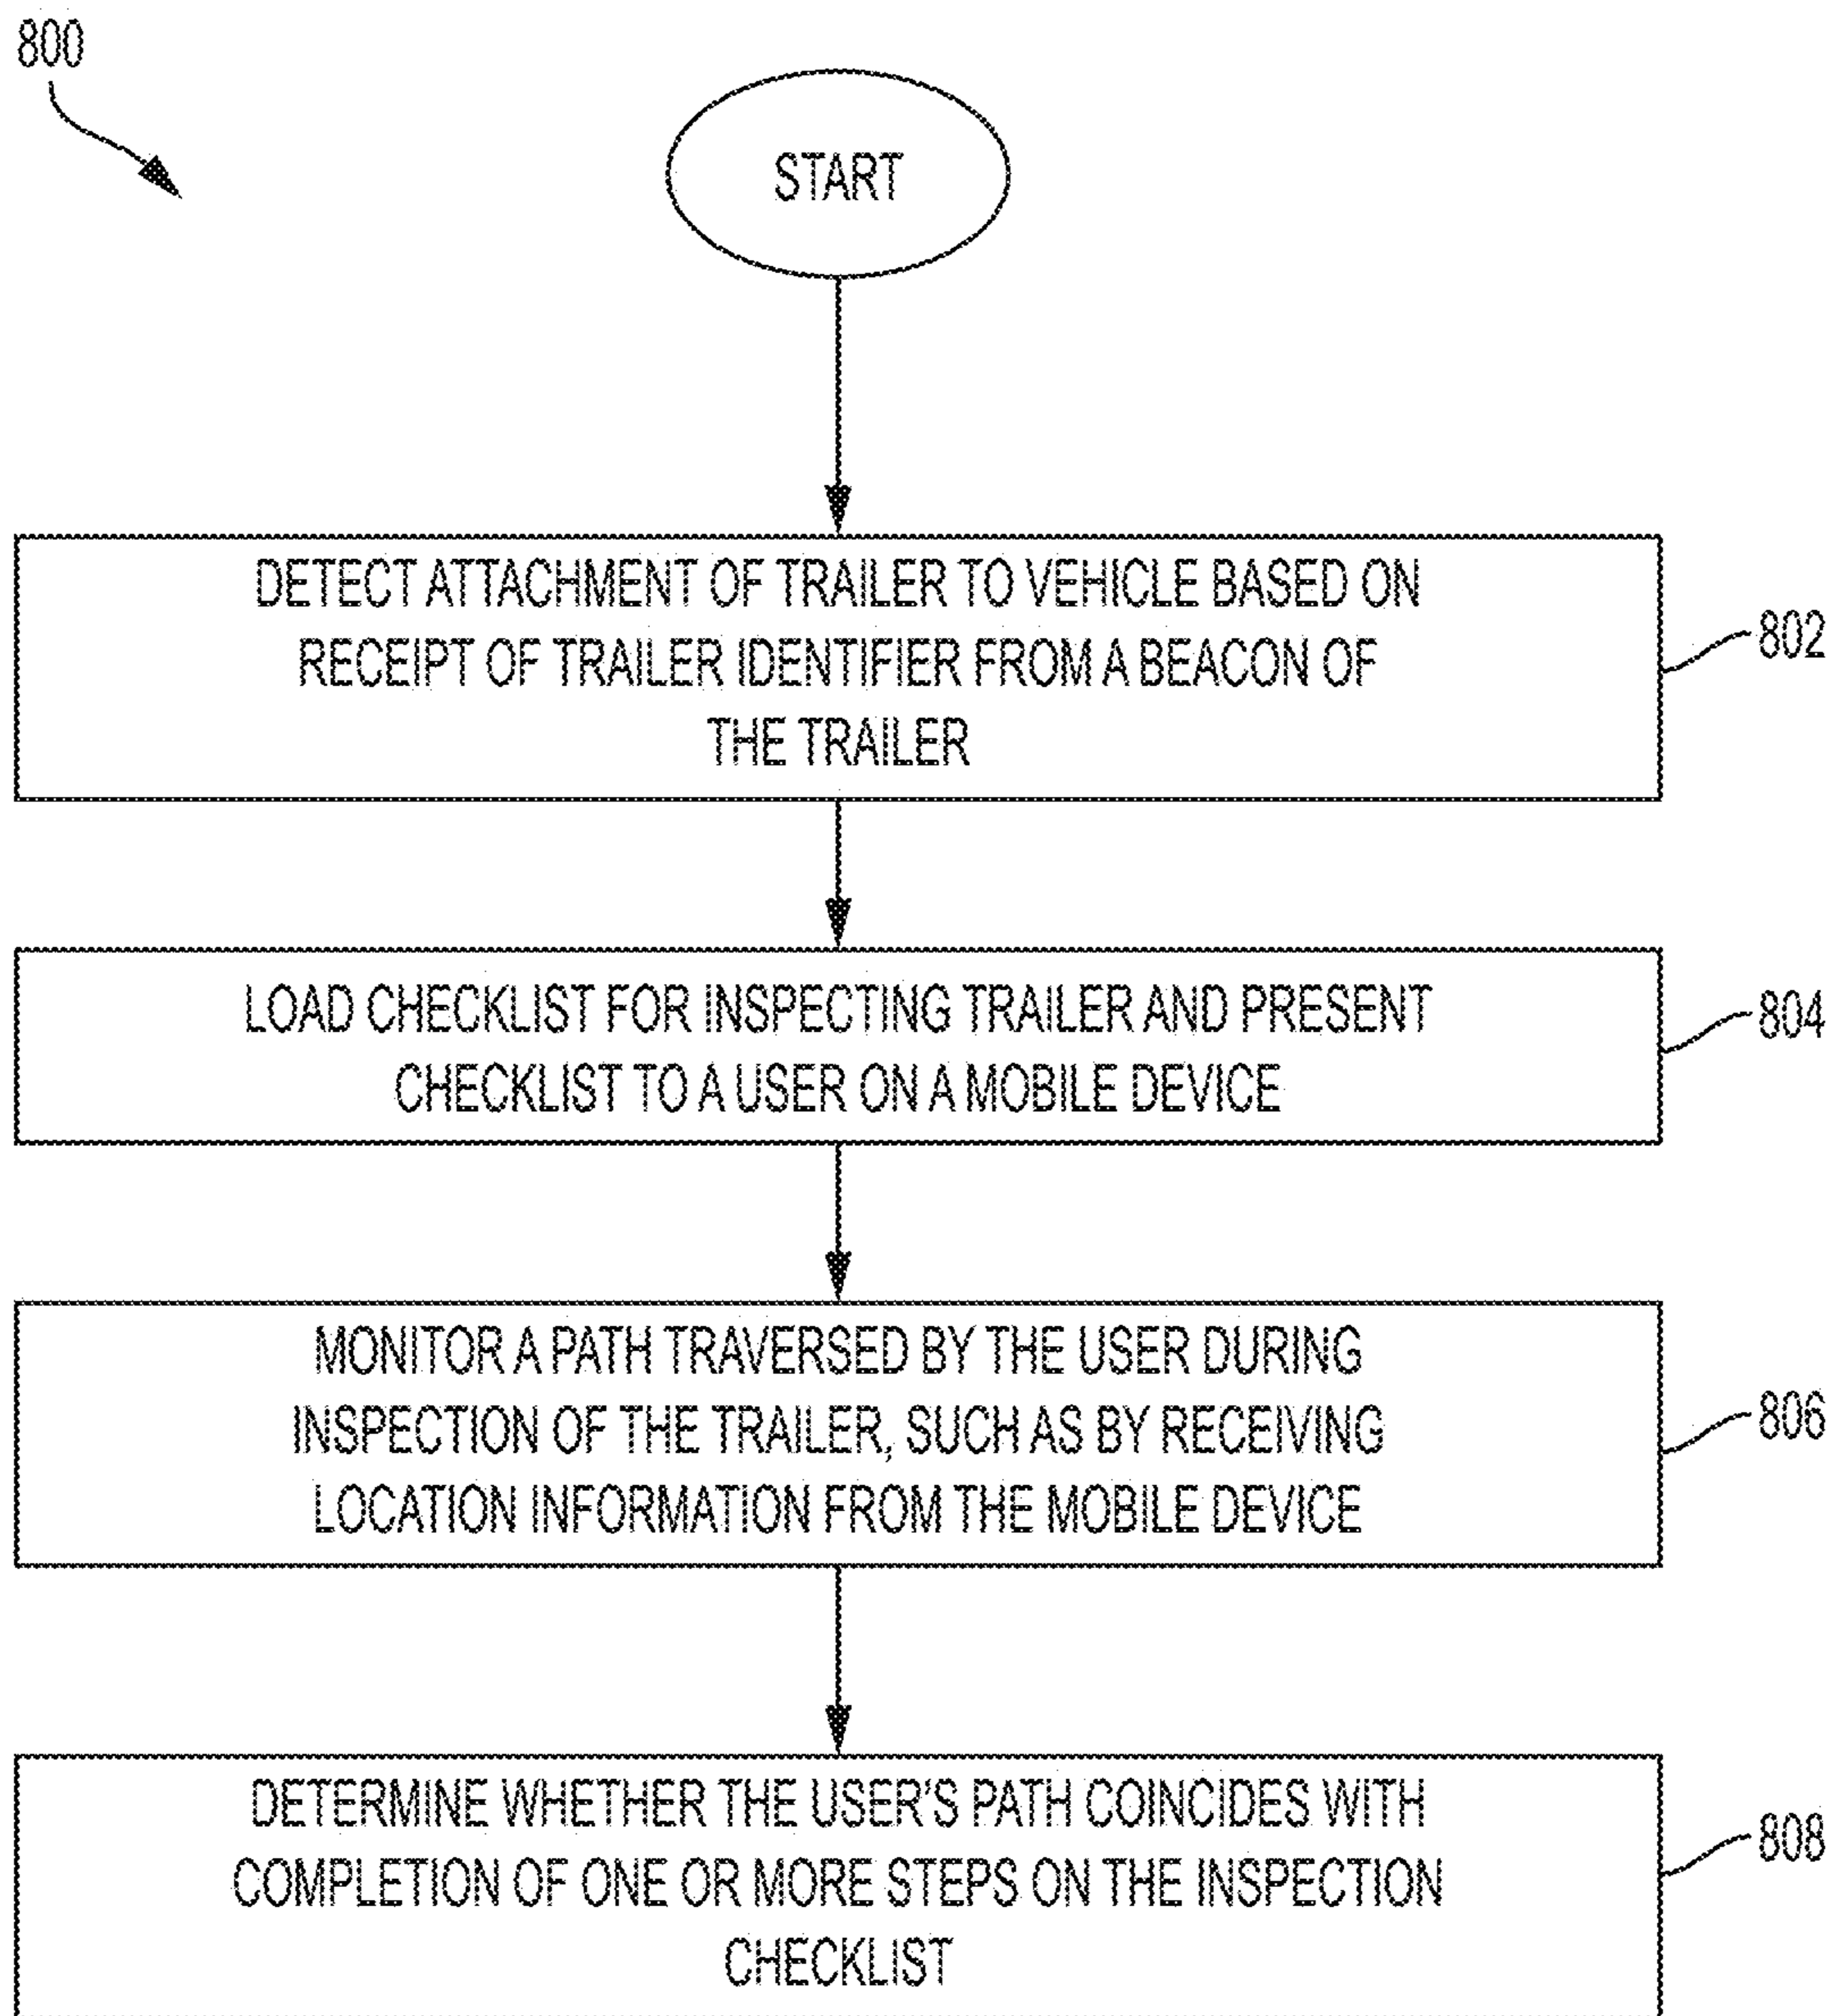 800
START
DETECT ATTACHMENT OF TRAILER TO VEHICLE BASED ON
RECEIPT OF TRAILER IDENTIFIER FROM A BEACON OF
THE TRAILER
802
LOAD CHECKLIST FOR INSPECTING TRAILER AND PRESENT
CHECKLIST TO A USER ON A MOBILE DEVICE
804
MONITOR A PATH TRAVERSED BY THE USER DURING
INSPECTION OF THE TRAILER, SUCH AS BY RECEIVING
LOCATION INFORMATION FROM THE MOBILE DEVICE
806
DETERMINE WHETHER THE USER'S PATH COINCIDES WITH
COMPLETION OF ONE OR MORE STEPS ON THE INSPECTION
CHECKLIST
808